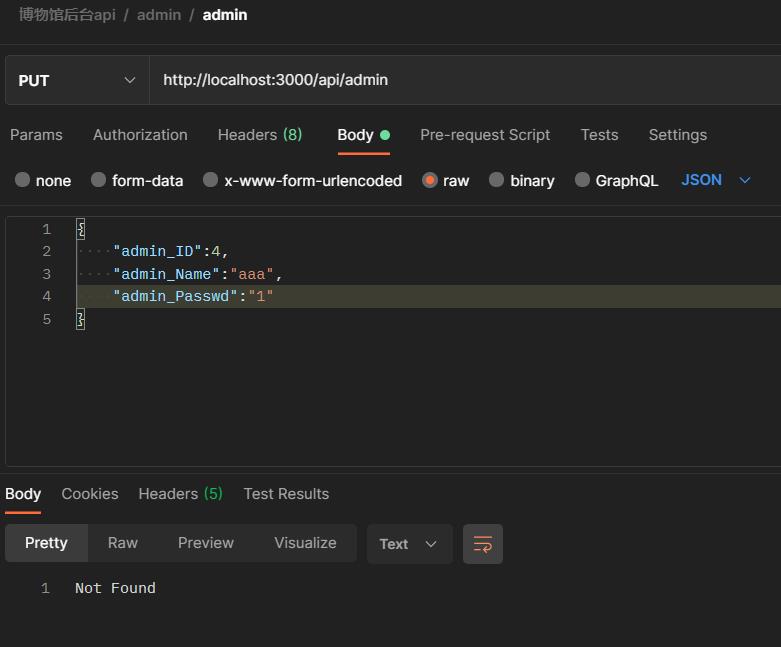 博物馆后台api / admin / admin
PUT http://localhost:3000/api/admin
Params Authorization Headers (8) Body Pre-request Script Tests Settings
none form-data x-www-form-urlencoded raw binary GraphQL JSON
1 {
2 ····"admin_ID":4,
3 ····"admin_Name":"aaa",
4 ····"admin_Passwd":"1"
5 }
Body Cookies Headers (5) Test Results
Pretty Raw Preview Visualize Text
1 Not Found